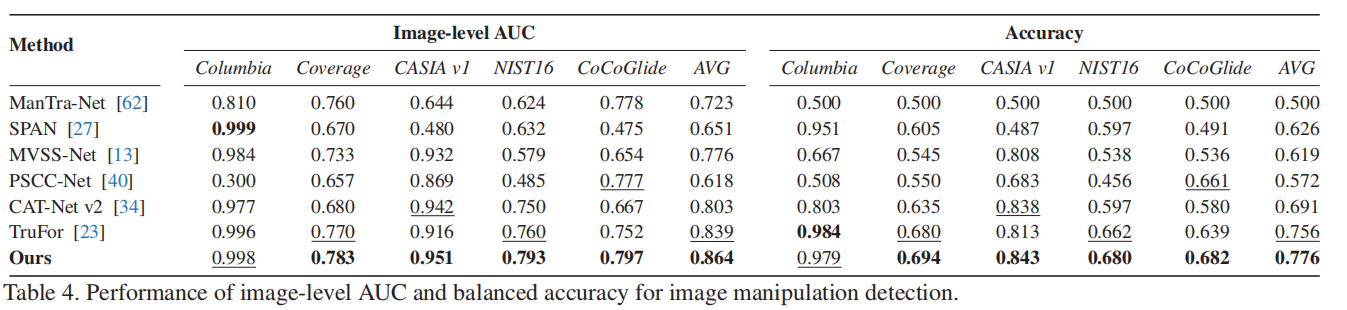 Method Image-level AUC Accuracy
Columbia Coverage CASIA v1 NIST16 CoCoGlide AVG Columbia Coverage CASIA v1 NIST16 CoCoGlide AVG
ManTra-Net [62] 0.810 0.760 0.644 0.624 0.778 0.723 0.500 0.500 0.500 0.500 0.500 0.500
SPAN [27] 0.999 0.670 0.480 0.632 0.475 0.651 0.951 0.605 0.487 0.597 0.491 0.626
MVSS-Net [13] 0.984 0.733 0.932 0.579 0.654 0.776 0.667 0.545 0.808 0.538 0.536 0.619
PSCC-Net [40] 0.300 0.657 0.869 0.485 0.777 0.618 0.508 0.550 0.683 0.456 0.661 0.572
CAT-Net v2 [34] 0.977 0.680 0.942 0.750 0.667 0.803 0.803 0.635 0.838 0.597 0.580 0.691
TruFor [23] 0.996 0.770 0.916 0.760 0.752 0.839 0.984 0.680 0.813 0.662 0.639 0.756
Ours 0.998 0.783 0.951 0.793 0.797 0.864 0.979 0.694 0.843 0.680 0.682 0.776
Table 4. Performance of image-level AUC and balanced accuracy for image manipulation detection.